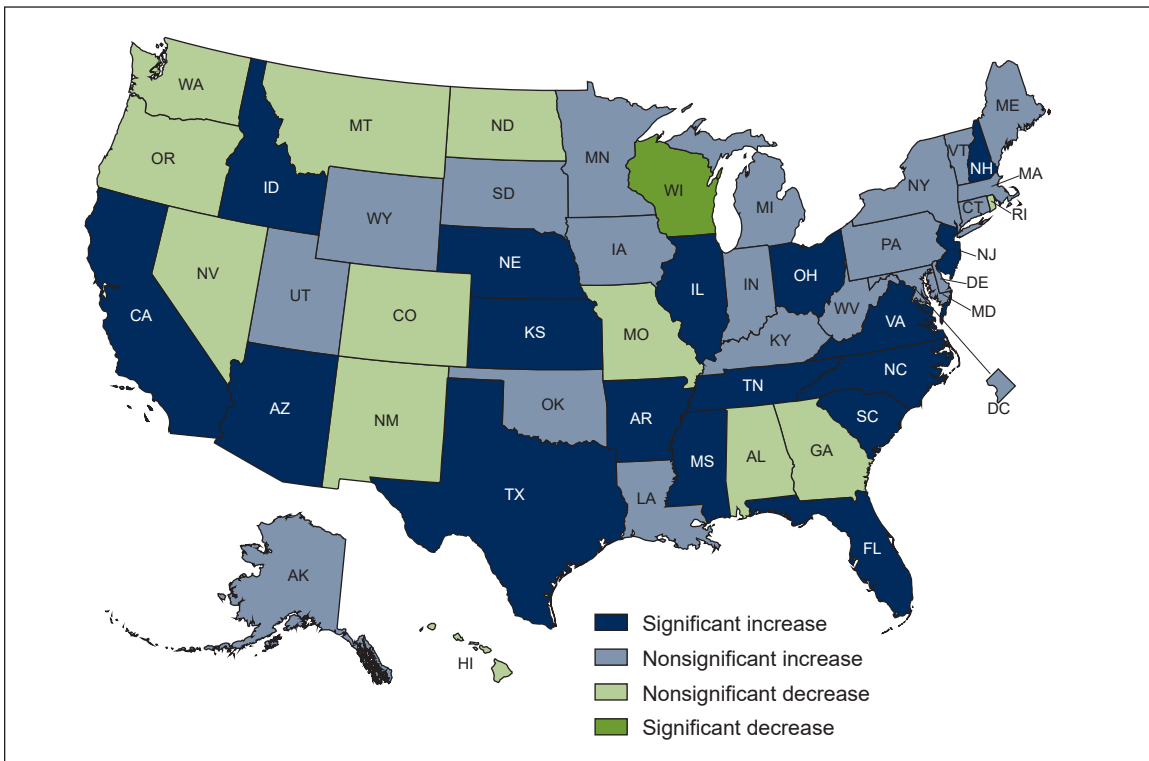 WA
MT
ND
OR
ID
MN
SD
WY
WI
MI
ME
VT
NH
NY
MA
CT
RI
NV
UT
NE
IA
PA
NJ
CA
CO
KS
IL
IN
OH
DE
MD
WV
VA
MO
KY
AZ
NM
OK
AR
TN
NC
SC
DC
TX
LA
MS
AL
GA
FL
AK
HI
Significant increase
Nonsignificant increase
Nonsignificant decrease
Significant decrease